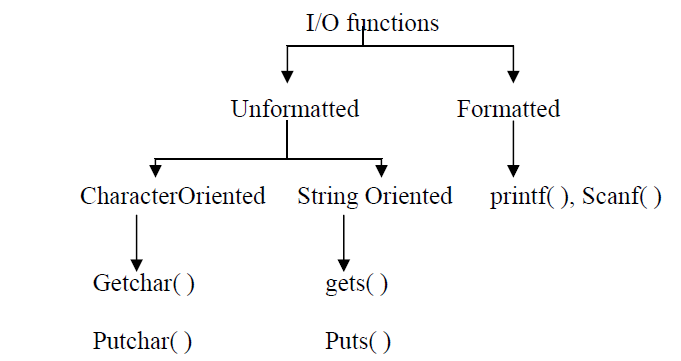 I/O functions
Unformatted Formatted
CharacterOriented String Oriented printf( ), Scanf( )
Getchar( ) gets( )
Putchar( ) Puts( )